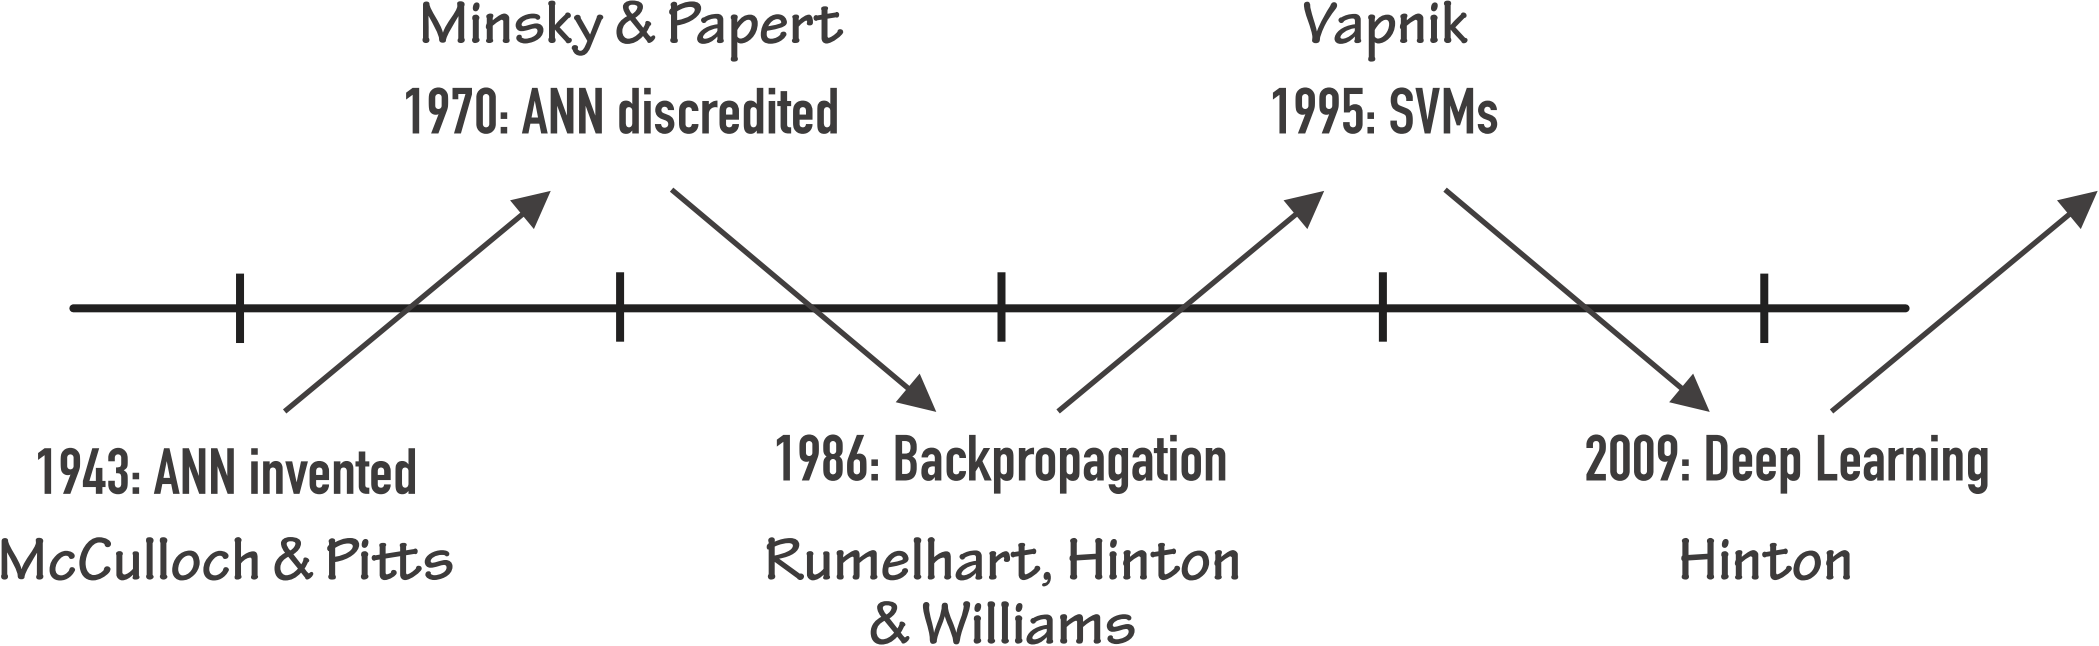 Minsky & Papert
1970: ANN discredited
Vapnik
1995: SVMs
1943: ANN invented
McCulloch & Pitts
1986: Backpropagation
Rumelhart, Hinton
& Williams
2009: Deep Learning
Hinton